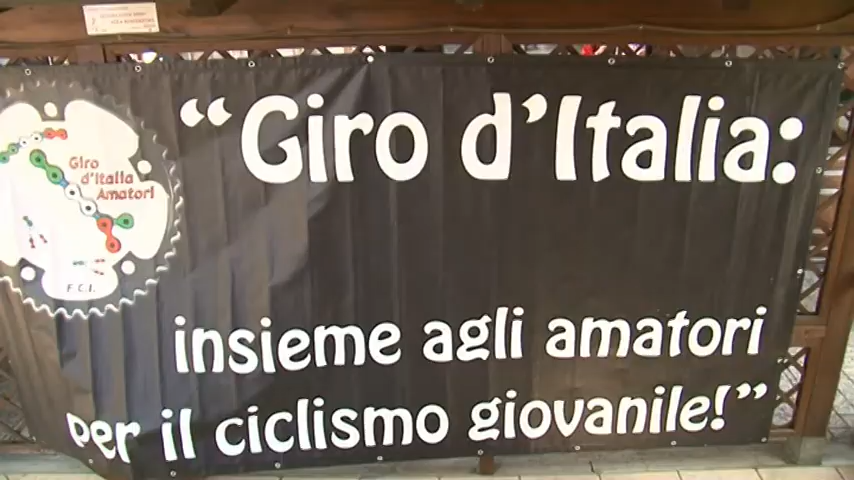 “Giro d’Italia:
Giro
d'Italia
Amatori
F.C.I.
insieme agli amatori
per il ciclismo giovanile!”